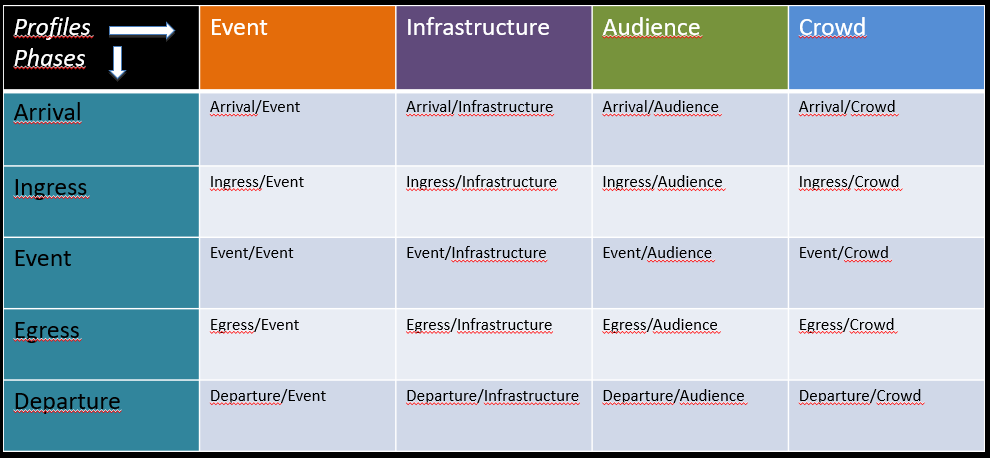 Profiles
Phases
Event
Infrastructure
Audience
Crowd
Arrival
Arrival/Event
Arrival/Infrastructure
Arrival/Audience
Arrival/Crowd
Ingress
Ingress/Event
Ingress/Infrastructure
Ingress/Audience
Ingress/Crowd
Event
Event/Event
Event/Infrastructure
Event/Audience
Event/Crowd
Egress
Egress/Event
Egress/Infrastructure
Egress/Audience
Egress/Crowd
Departure
Departure/Event
Departure/Infrastructure
Departure/Audience
Departure/Crowd